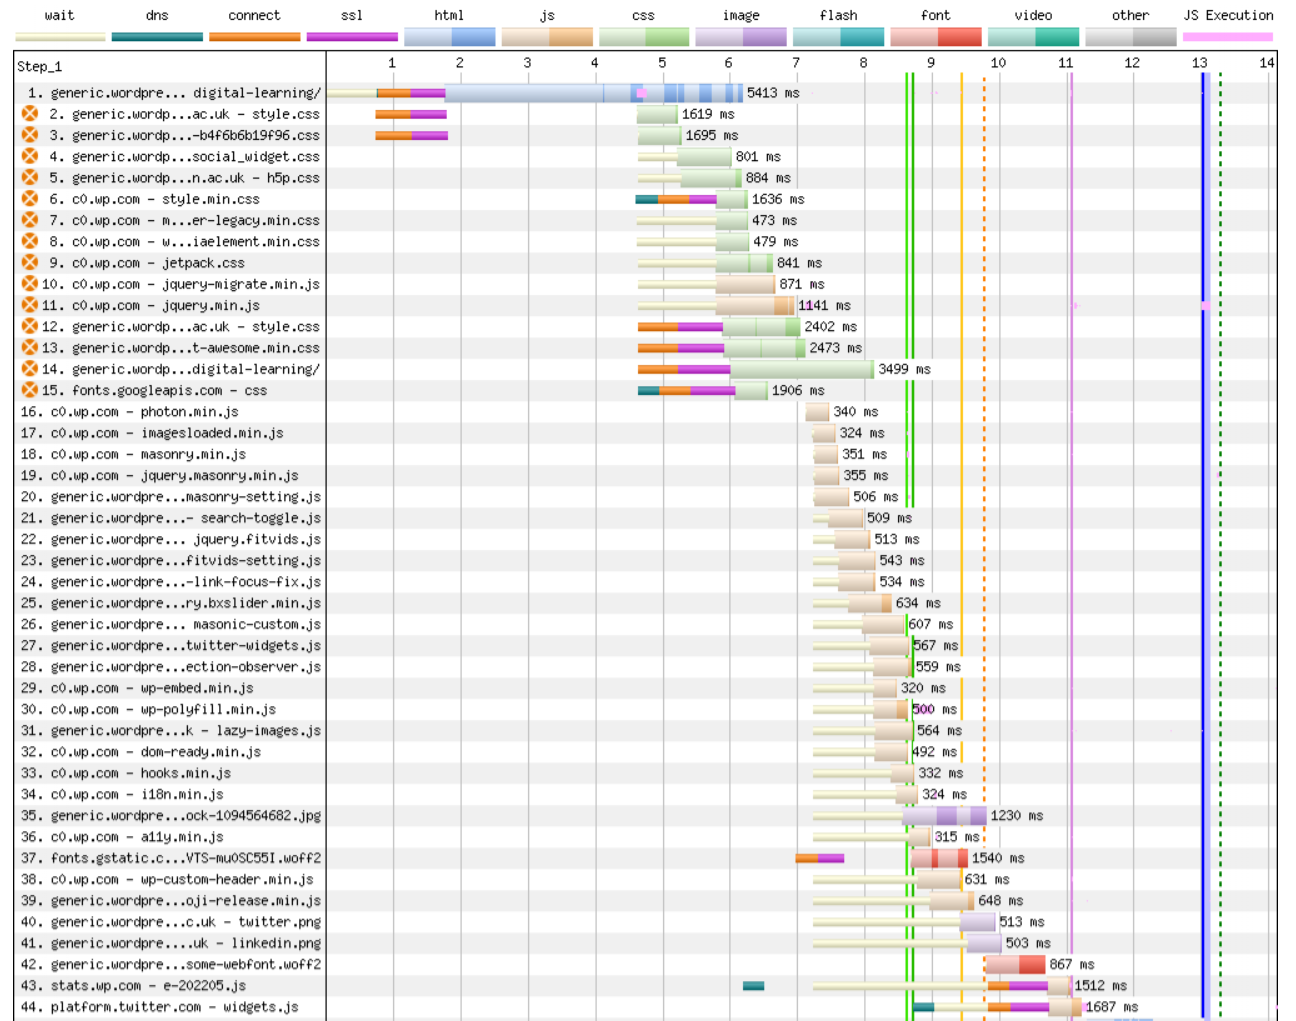 wait dns connect ssl html js css image flash font video other JS Execution
Step_1 1 2 3 4 5 6 7 8 9 10 11 12 13 14
1. generic.wordpre... digital-learning/ 5413 ms
2. generic.wordp...ac.uk - style.css 1619 ms
3. generic.wordp...-b4f6b6b19f96.css 1695 ms
4. generic.wordp...social_widget.css 801 ms
5. generic.wordp...n.ac.uk - h5p.css 884 ms
6. c0.wp.com - style.min.css 1636 ms
7. c0.wp.com - m...er-legacy.min.css 473 ms
8. c0.wp.com - w...iaelement.min.css 479 ms
9. c0.wp.com - jetpack.css 841 ms
10. c0.wp.com - jquery-migrate.min.js 871 ms
11. c0.wp.com - jquery.min.js 1141 ms
12. generic.wordp...ac.uk - style.css 2402 ms
13. generic.wordp...t-awesome.min.css 2473 ms
14. generic.wordp...digital-learning/ 3499 ms
15. fonts.googleapis.com - css 1906 ms
16. c0.wp.com - photon.min.js 340 ms
17. c0.wp.com - imagesloaded.min.js 324 ms
18. c0.wp.com - masonry.min.js 351 ms
19. c0.wp.com - jquery.masonry.min.js 355 ms
20. generic.wordpre...masonry-setting.js 506 ms
21. generic.wordpre...- search-toggle.js 509 ms
22. generic.wordpre... jquery.fitvids.js 513 ms
23. generic.wordpre...fitvids-setting.js 543 ms
24. generic.wordpre...-link-focus-fix.js 534 ms
25. generic.wordpre...ry.bxslider.min.js 634 ms
26. generic.wordpre... masonic-custom.js 607 ms
27. generic.wordpre...twitter-widgets.js 567 ms
28. generic.wordpre...ection-observer.js 559 ms
29. c0.wp.com - wp-embed.min.js 320 ms
30. c0.wp.com - wp-polyfill.min.js 500 ms
31. generic.wordpre...k - lazy-images.js 564 ms
32. c0.wp.com - dom-ready.min.js 492 ms
33. c0.wp.com - hooks.min.js 332 ms
34. c0.wp.com - i18n.min.js 324 ms
35. generic.wordpre...ock-1094564682.jpg 1230 ms
36. c0.wp.com - a11y.min.js 315 ms
37. fonts.gstatic.c...VTS-mu0SC55I.woff2 1540 ms
38. c0.wp.com - wp-custom-header.min.js 631 ms
39. generic.wordpre...oji-release.min.js 648 ms
40. generic.wordpre...c.uk - twitter.png 513 ms
41. generic.wordpre....uk - linkedin.png 503 ms
42. generic.wordpre...some-webfont.woff2 867 ms
43. stats.wp.com - e-202205.js 1512 ms
44. platform.twitter.com - widgets.js 1687 ms